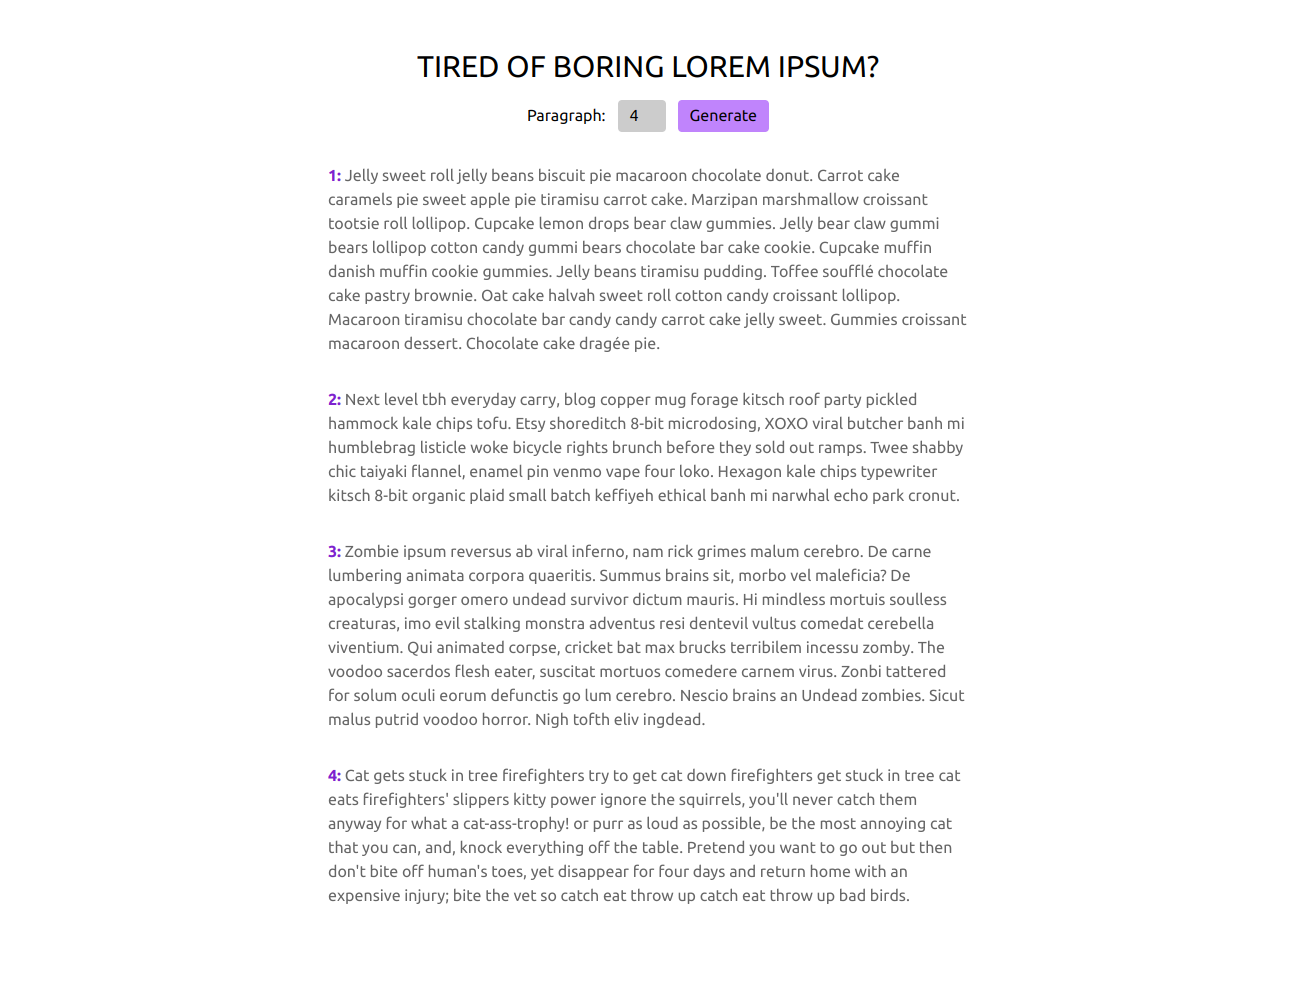 TIRED OF BORING LOREM IPSUM?
Paragraph: 4 Generate
1: Jelly sweet roll jelly beans biscuit pie macaroon chocolate donut. Carrot cake
caramels pie sweet apple pie tiramisu carrot cake. Marzipan marshmallow croissant
tootsie roll lollipop. Cupcake lemon drops bear claw gummies. Jelly bear claw gummi
bears lollipop cotton candy gummi bears chocolate bar cake cookie. Cupcake muffin
danish muffin cookie gummies. Jelly beans tiramisu pudding. Toffee soufflé chocolate
cake pastry brownie. Oat cake halvah sweet roll cotton candy croissant lollipop.
Macaroon tiramisu chocolate bar candy candy carrot cake jelly sweet. Gummies croissant
macaroon dessert. Chocolate cake dragée pie.
2: Next level tbh everyday carry, blog copper mug forage kitsch roof party pickled
hammock kale chips tofu. Etsy shoreditch 8-bit microdosing, XOXO viral butcher banh mi
humblebrag listicle woke bicycle rights brunch before they sold out ramps. Twee shabby
chic taiyaki flannel, enamel pin venmo vape four loko. Hexagon kale chips typewriter
kitsch 8-bit organic plaid small batch keffiyeh ethical banh mi narwhal echo park cronut.
3: Zombie ipsum reversus ab viral inferno, nam rick grimes malum cerebro. De carne
lumbering animata corpora quaeritis. Summus brains sit, morbo vel maleficia? De
apocalypsi gorger omero undead survivor dictum mauris. Hi mindless mortuis soulless
creaturas, imo evil stalking monstra adventus resi dentevil vultus comedat cerebella
viventium. Qui animated corpse, cricket bat max brucks terribilem incessu zomby. The
voodoo sacerdos flesh eater, suscitat mortuos comedere carnem virus. Zonbi tattered
for solum oculi eorum defunctis go lum cerebro. Nescio brains an Undead zombies. Sicut
malus putrid voodoo horror. Nigh tofth eliv ingdead.
4: Cat gets stuck in tree firefighters try to get cat down firefighters get stuck in tree cat
eats firefighters' slippers kitty power ignore the squirrels, you'll never catch them
anyway for what a cat-ass-trophy! or purr as loud as possible, be the most annoying cat
that you can, and, knock everything off the table. Pretend you want to go out but then
don't bite off human's toes, yet disappear for four days and return home with an
expensive injury; bite the vet so catch eat throw up catch eat throw up bad birds.